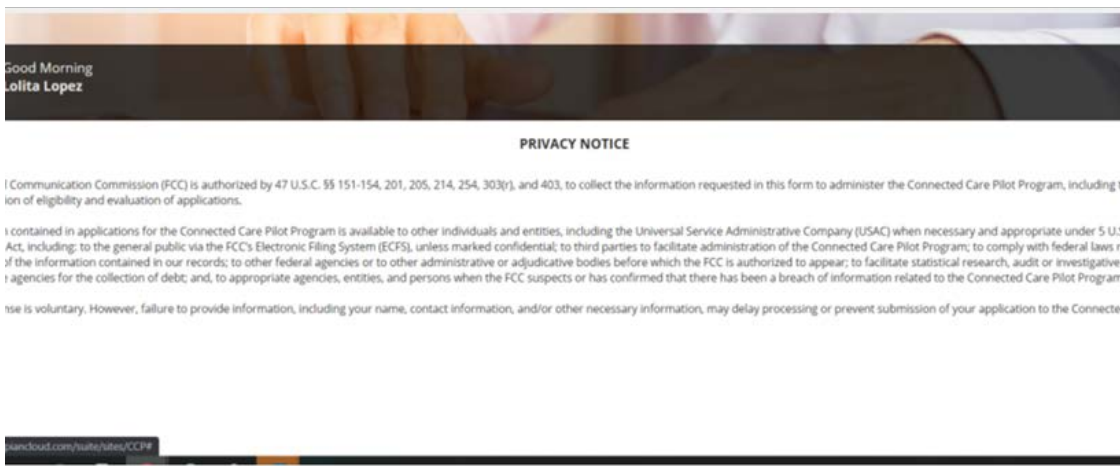 Good Morning
Lolita Lopez
PRIVACY NOTICE
l Communication Commission (FCC) is authorized by 47 U.S.C. §§ 151-154, 201, 205, 214, 254, 303(r), and 403, to collect the information requested in this form to administer the Connected Care Pilot Program, including t
ion of eligibility and evaluation of applications.
n contained in applications for the Connected Care Pilot Program is available to other individuals and entities, including the Universal Service Administrative Company (USAC) when necessary and appropriate under 5 U.S
Act, including: to the general public via the FCC's Electronic Filing System (ECFS), unless marked confidential; to third parties to facilitate administration of the Connected Care Pilot Program; to comply with federal laws r
of the information contained in our records; to other federal agencies or to other administrative or adjudicative bodies before which the FCC is authorized to appear; to facilitate statistical research, audit or investigative
e agencies for the collection of debt; and, to appropriate agencies, entities, and persons when the FCC suspects or has confirmed that there has been a breach of information related to the Connected Care Pilot Program
nse is voluntary. However, failure to provide information, including your name, contact information, and/or other necessary information, may delay processing or prevent submission of your application to the Connecte
piancloud.com/suite/sites/CCP#